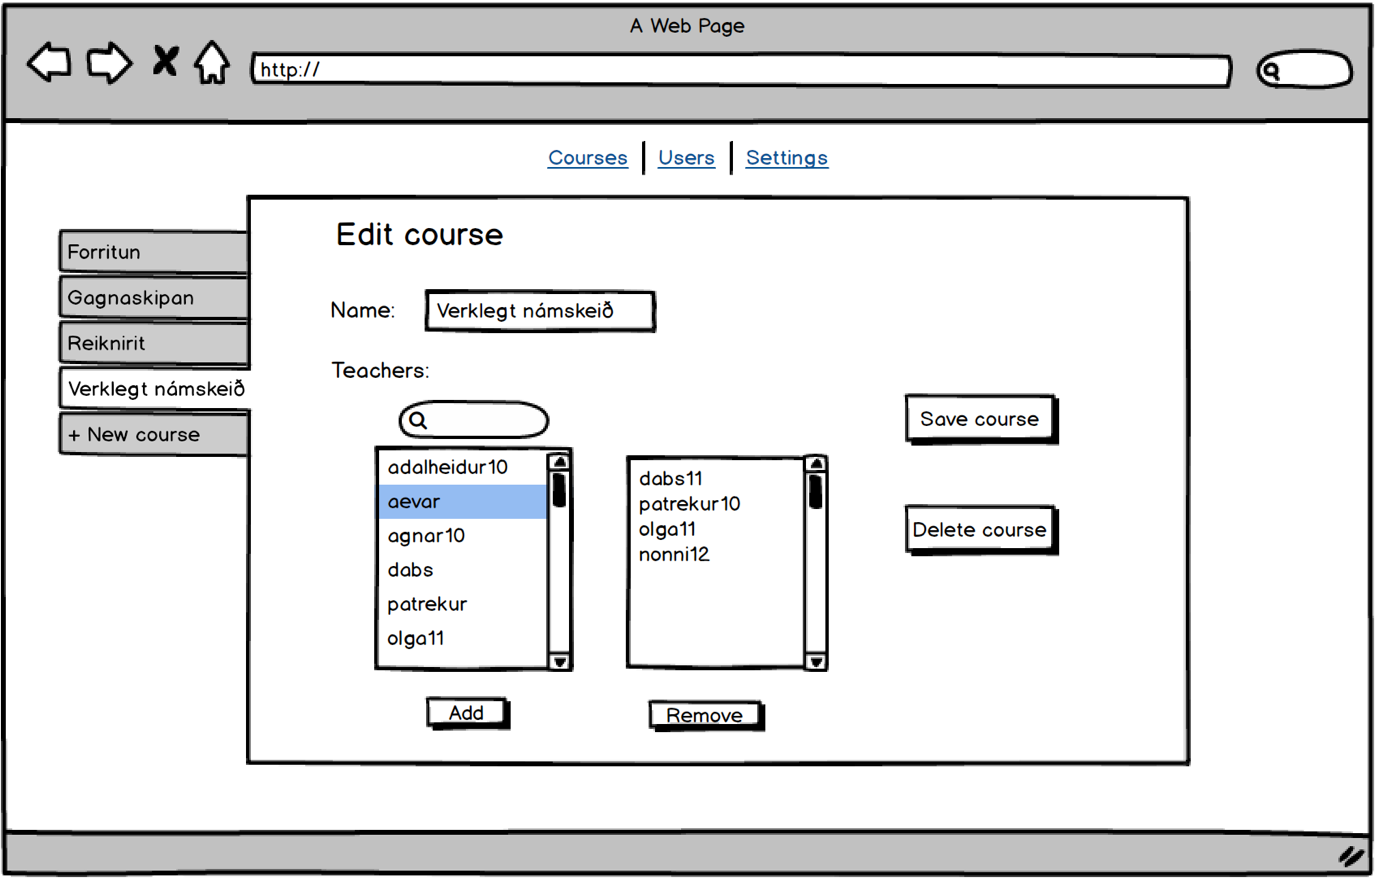 A Web Page
http://
Courses | Users | Settings
Forritun
Gagnaskipan
Reiknirit
Verklegt námskeið
+ New course
Edit course
Name: Verklegt námskeið
Teachers:
adalheidur10
aevar
agnar10
dabs
patrekur
olga11
Add
dabs11
patrekur10
olga11
nonni12
Remove
Save course
Delete course